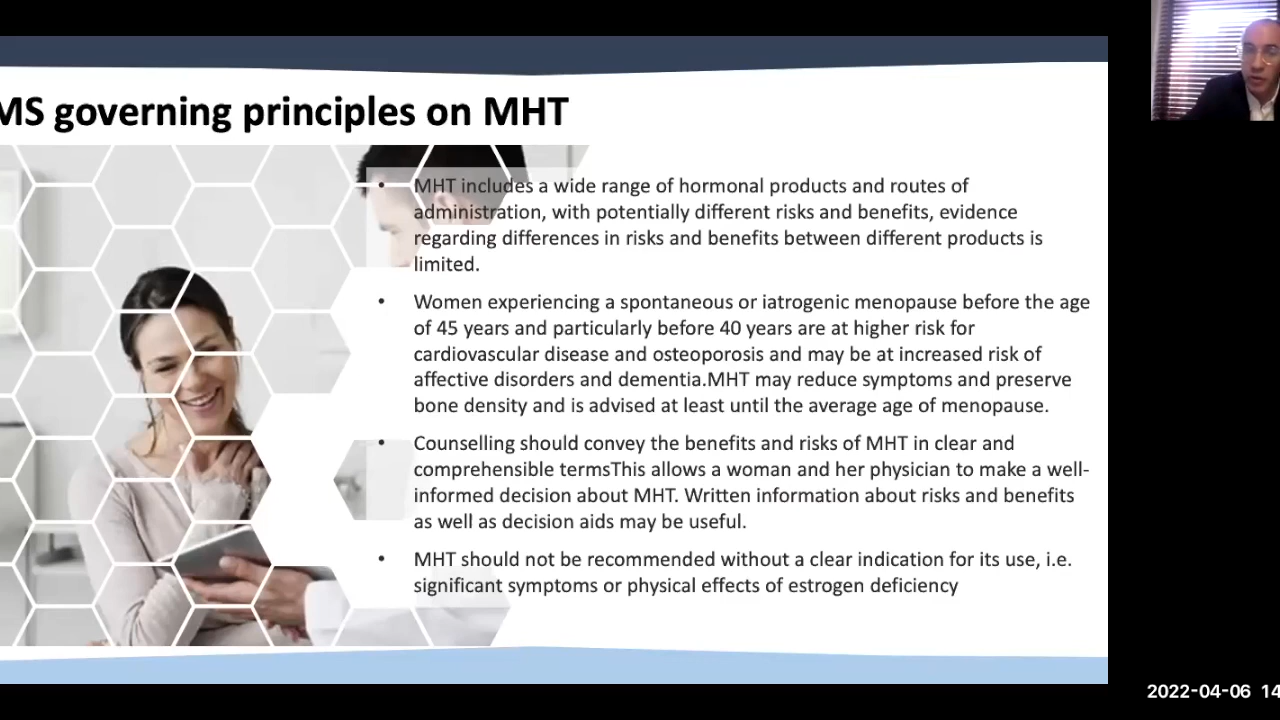 MS governing principles on MHT
• MHT includes a wide range of hormonal products and routes of
administration, with potentially different risks and benefits, evidence
regarding differences in risks and benefits between different products is
limited.
• Women experiencing a spontaneous or iatrogenic menopause before the age
of 45 years and particularly before 40 years are at higher risk for
cardiovascular disease and osteoporosis and may be at increased risk of
affective disorders and dementia.MHT may reduce symptoms and preserve
bone density and is advised at least until the average age of menopause.
• Counselling should convey the benefits and risks of MHT in clear and
comprehensible termsThis allows a woman and her physician to make a well-
informed decision about MHT. Written information about risks and benefits
as well as decision aids may be useful.
• MHT should not be recommended without a clear indication for its use, i.e.
significant symptoms or physical effects of estrogen deficiency
2022-04-06 14